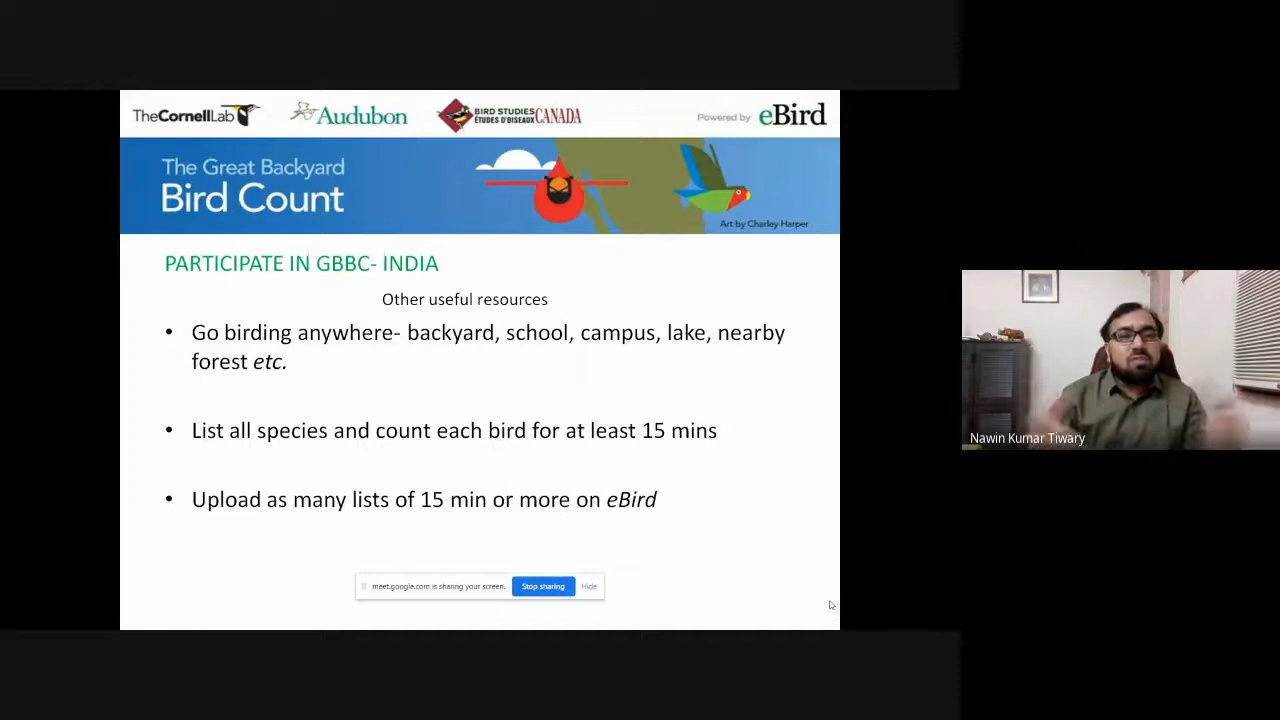 TheCornellLab Audubon BIRD STUDIES Powered by eBird
ÉTUDES D'OISEAUX CANADA
The Great Backyard
Bird Count
Art by Charley Harper
PARTICIPATE IN GBBC- INDIA
Other useful resources
• Go birding anywhere- backyard, school, campus, lake, nearby
forest etc.
• List all species and count each bird for at least 15 mins
• Upload as many lists of 15 min or more on eBird
meet.google.com is sharing your screen. Stop sharing Hide
Nawin Kumar Tiwary